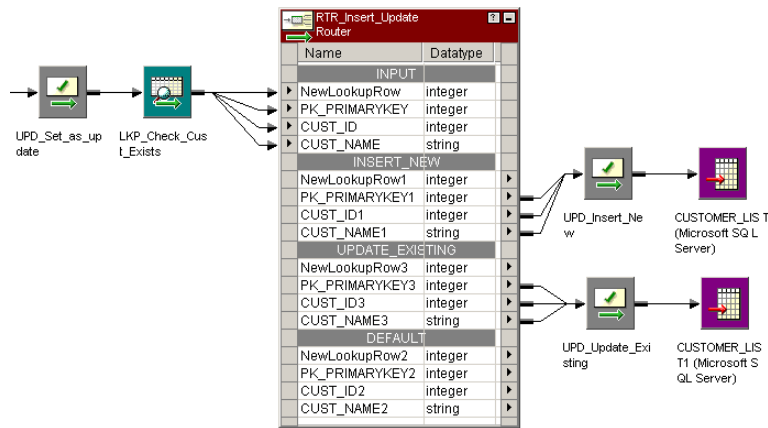 RTR_Insert_Update
Router
Name Datatype
INPUT
NewLookupRow integer
PK_PRIMARYKEY integer
CUST_ID integer
CUST_NAME string
INSERT_NEW
NewLookupRow1 integer
PK_PRIMARYKEY1 integer
CUST_ID1 integer
CUST_NAME1 string
UPDATE_EXISTING
NewLookupRow3 integer
PK_PRIMARYKEY3 integer
CUST_ID3 integer
CUST_NAME3 string
DEFAULT
NewLookupRow2 integer
PK_PRIMARYKEY2 integer
CUST_ID2 integer
CUST_NAME2 string
UPD_Set_as_up
date
LKP_Check_Cus
t_Exists
UPD_Insert_Ne
w
CUSTOMER_LIS T
(Microsoft SQ L
Server)
UPD_Update_Exi
sting
CUSTOMER_LIS
T1 (Microsoft S
QL Server)